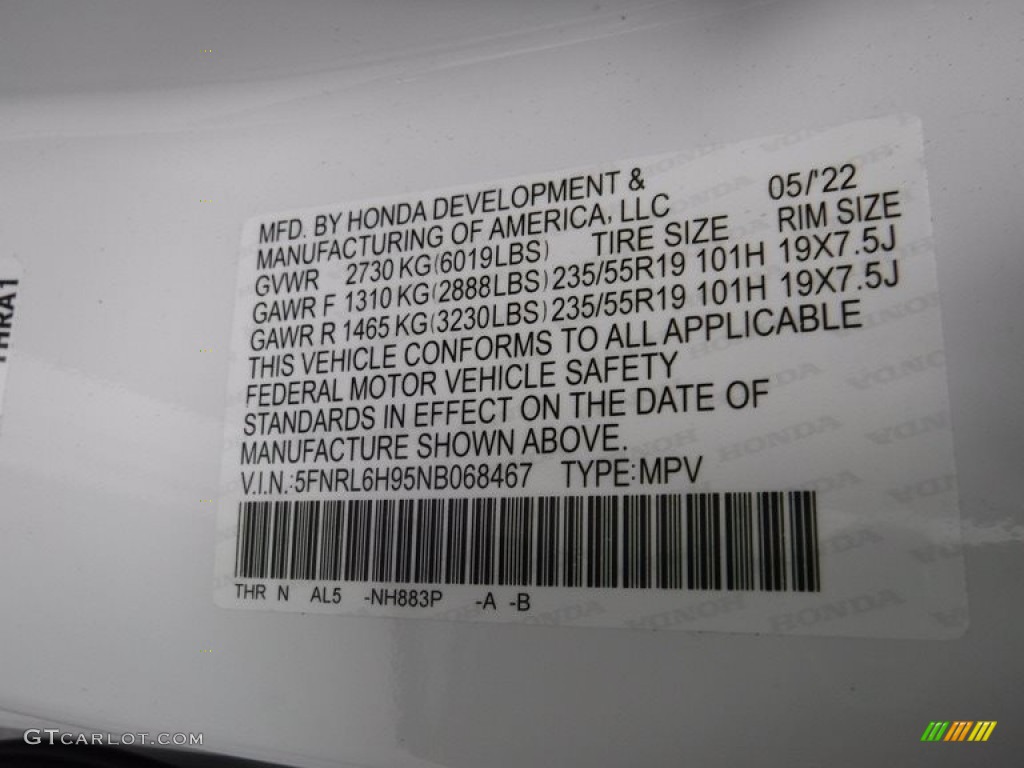 MFD. BY HONDA DEVELOPMENT &
MANUFACTURING OF AMERICA, LLC 05/'22
GVWR 2730 KG(6019LBS) TIRE SIZE RIM SIZE
GAWR F 1310 KG(2888LBS) 235/55R19 101H 19X7.5J
GAWR R 1465 KG(3230LBS) 235/55R19 101H 19X7.5J
THIS VEHICLE CONFORMS TO ALL APPLICABLE
FEDERAL MOTOR VEHICLE SAFETY
STANDARDS IN EFFECT ON THE DATE OF
MANUFACTURE SHOWN ABOVE.
V.I.N.:5FNRL6H95NB068467 TYPE:MPV
THR N AL5 -NH883P -A -B
THRA1
GTCARLOT.COM